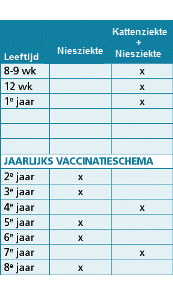 Kattenziekte
Niesziekte +
Leeftijd Niesziekte
8-9 wk x
12 wk x
1e jaar x
JAARLIJKS VACCINATIESCHEMA
2e jaar x
3e jaar x
4e jaar x
5e jaar x
6e jaar x
7e jaar x
8e jaar x